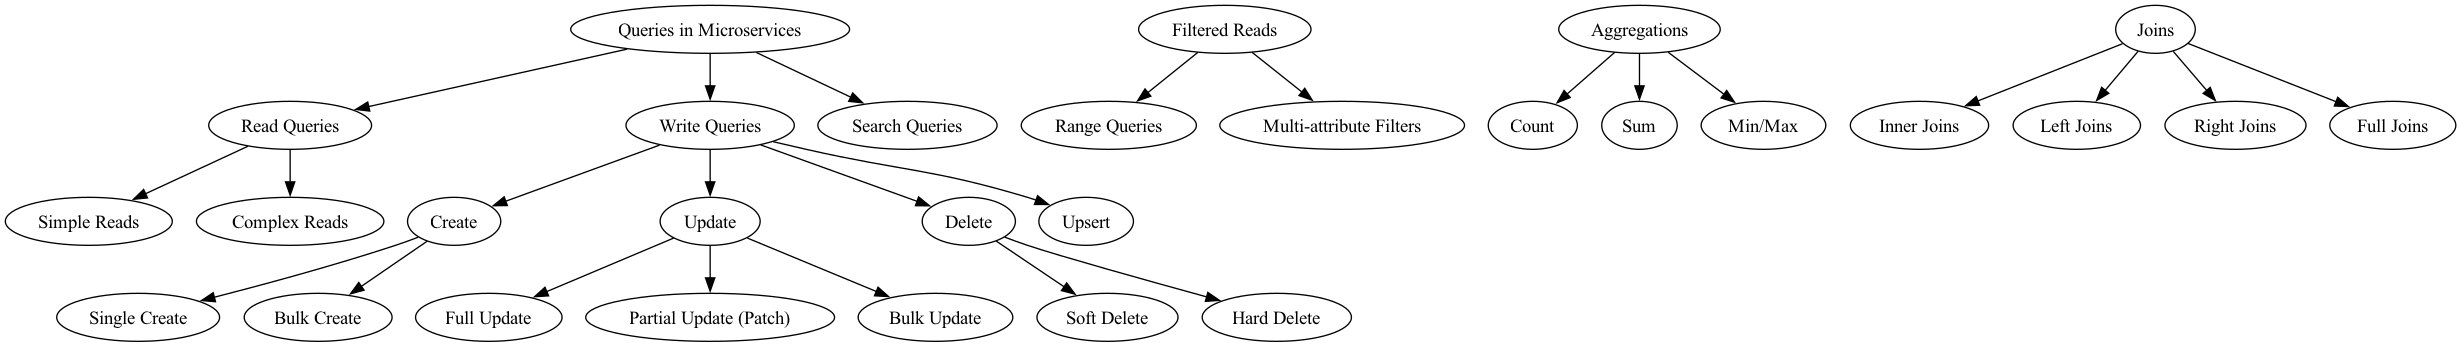 Queries in Microservices
Filtered Reads
Aggregations
Joins
Read Queries
Write Queries
Search Queries
Range Queries
Multi-attribute Filters
Count
Sum
Min/Max
Inner Joins
Left Joins
Right Joins
Full Joins
Simple Reads
Complex Reads
Create
Update
Delete
Upsert
Single Create
Bulk Create
Full Update
Partial Update (Patch)
Bulk Update
Soft Delete
Hard Delete